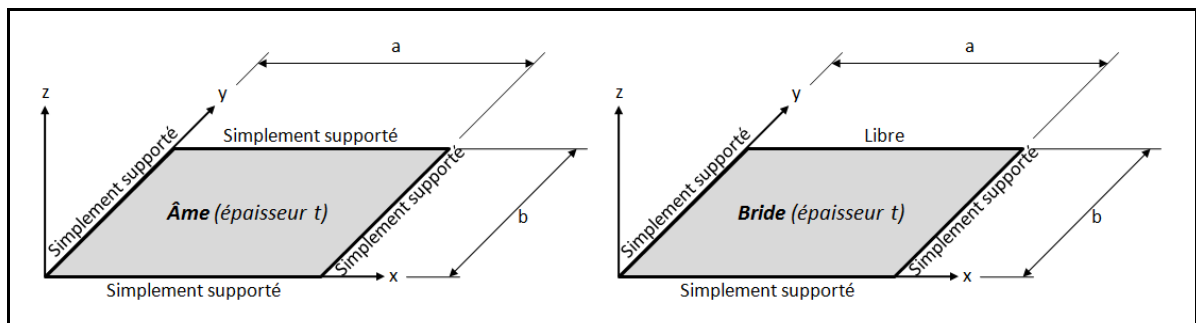 a
z
y
Simplement supporté
Simplement supporté
Âme (épaisseur t)
Simplement supporté
b
x
Simplement supporté
a
z
y
Libre
Simplement supporté
Bride (épaisseur t)
Simplement supporté
b
x
Simplement supporté